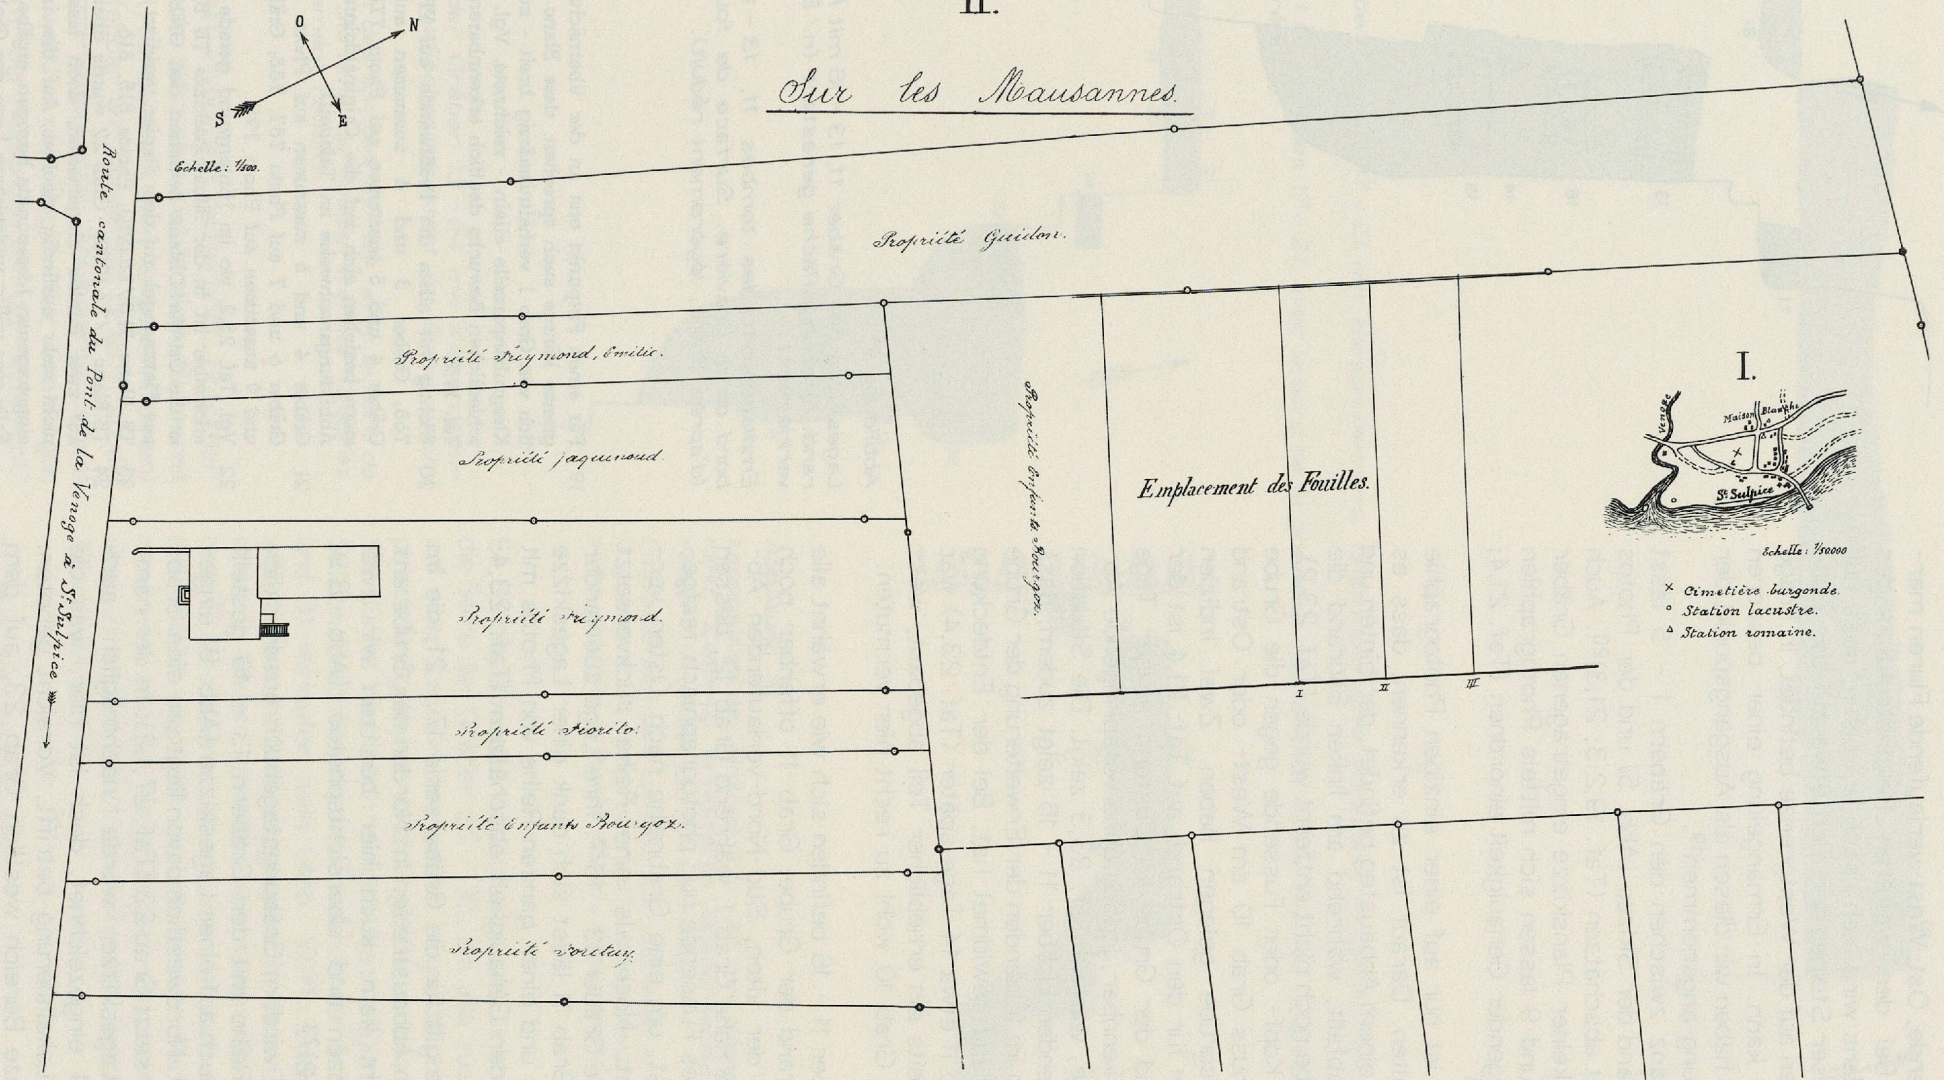 II.
O
N
S
E
Sur les Mausannes.
Echelle: 1/500.
Route cantonale du Pont de la Venoge à St Sulpice
Propriété Guidon.
Propriété Freymond, Emilie.
Propriété Jaquenoud.
Propriété Freymond.
Propriété Fiorito.
Propriété Enfants Bourgoz.
Propriété
Propriété Enfants Bourgoz.
Emplacement des Fouilles.
I
II
III
I.
Venoge
Maison Blanche
St Sulpice
Echelle: 1/50000
× Cimetière burgonde.
○ Station lacustre.
△ Station romaine.